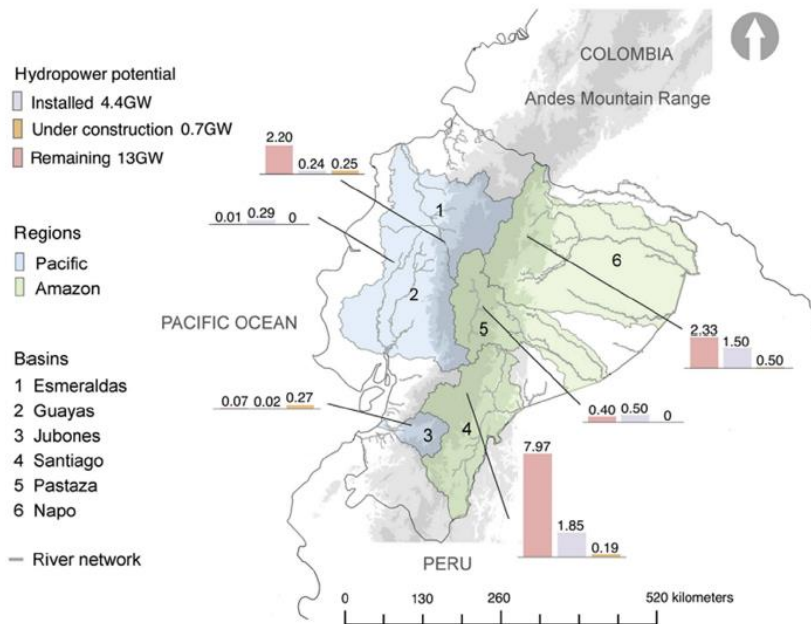 COLOMBIA
Andes Mountain Range
Hydropower potential
Installed 4.4GW
Under construction 0.7GW
Remaining 13GW
2.20
0.24 0.25
0.01 0.29 0
Regions
Pacific
Amazon
PACIFIC OCEAN
1
2
3
4
5
6
2.33
1.50
0.50
0.40 0.50 0
0.07 0.02 0.27
7.97
1.85
0.19
Basins
1 Esmeraldas
2 Guayas
3 Jubones
4 Santiago
5 Pastaza
6 Napo
River network
PERU
0 130 260 520 kilometers